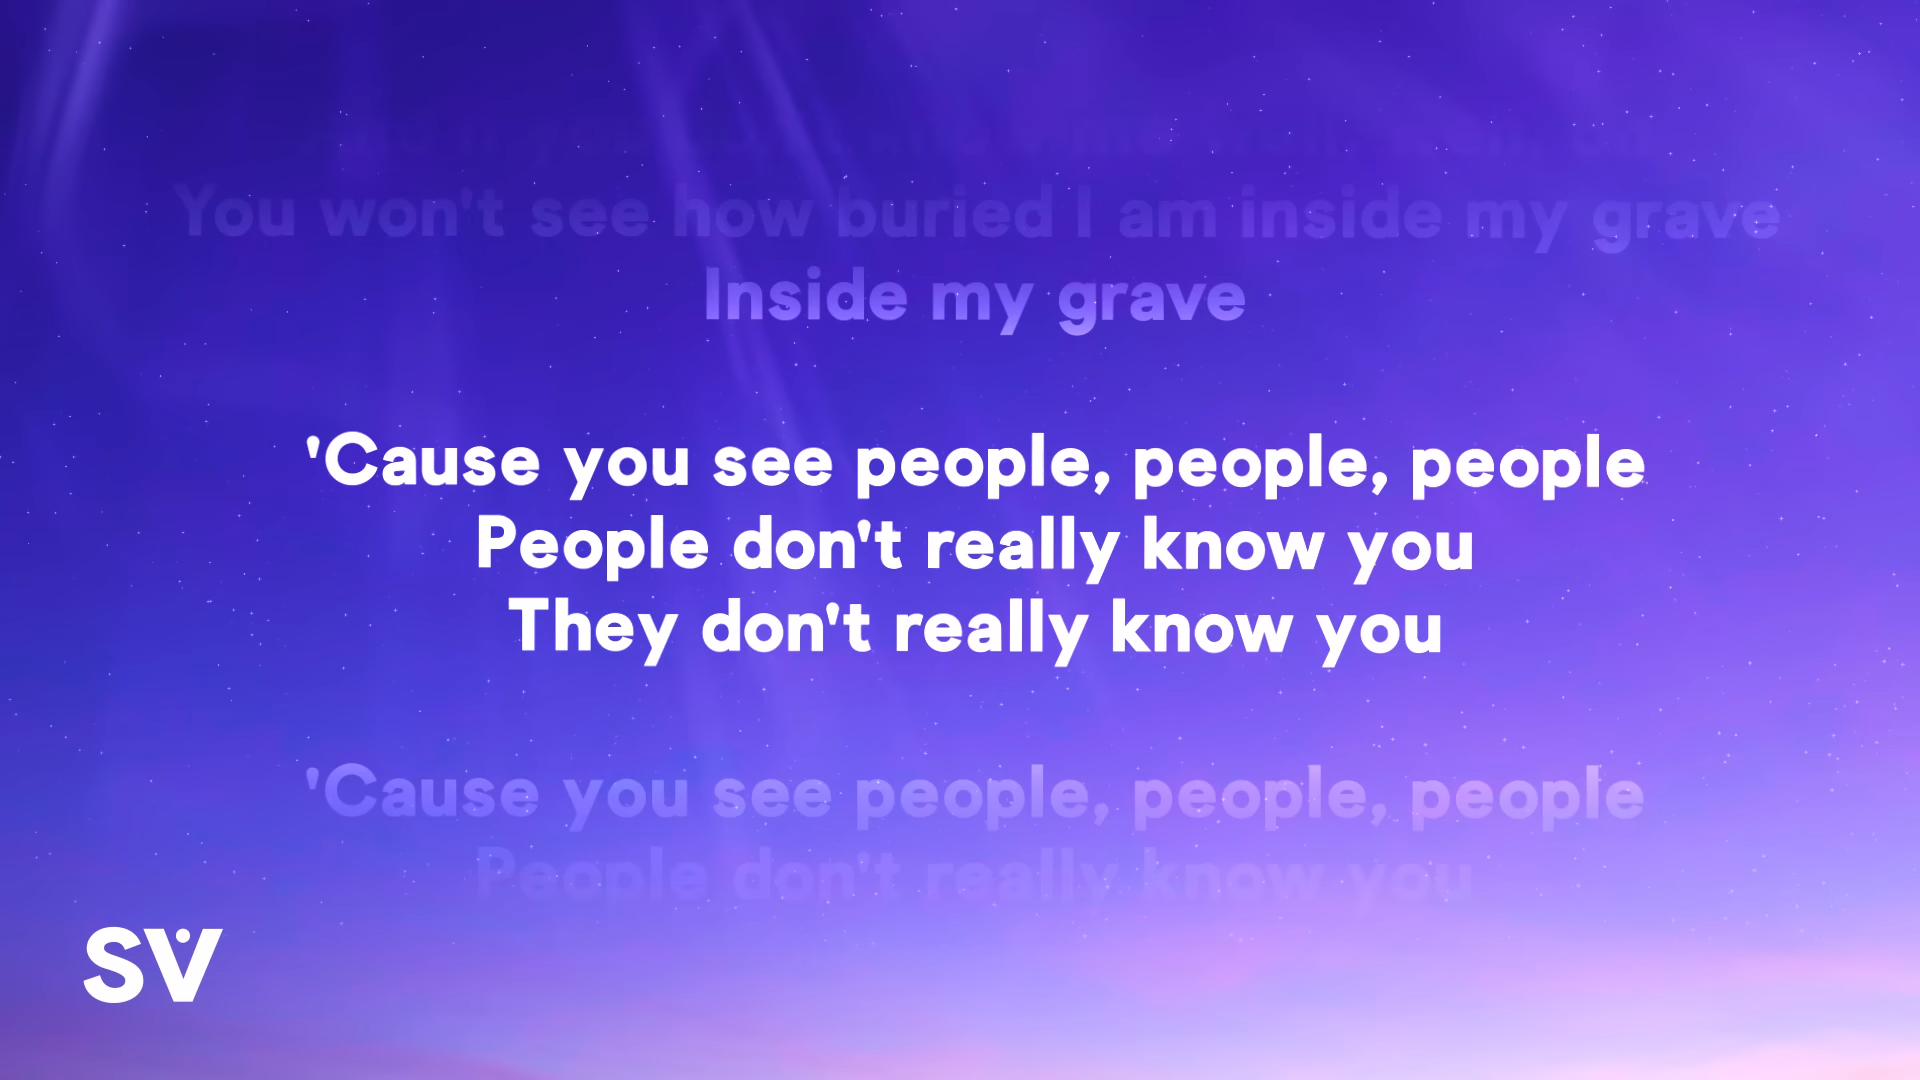 You won't see how buried I am inside my grave
Inside my grave
'Cause you see people, people, people
People don't really know you
They don't really know you
'Cause you see people, people, people
People don't really know you
SV